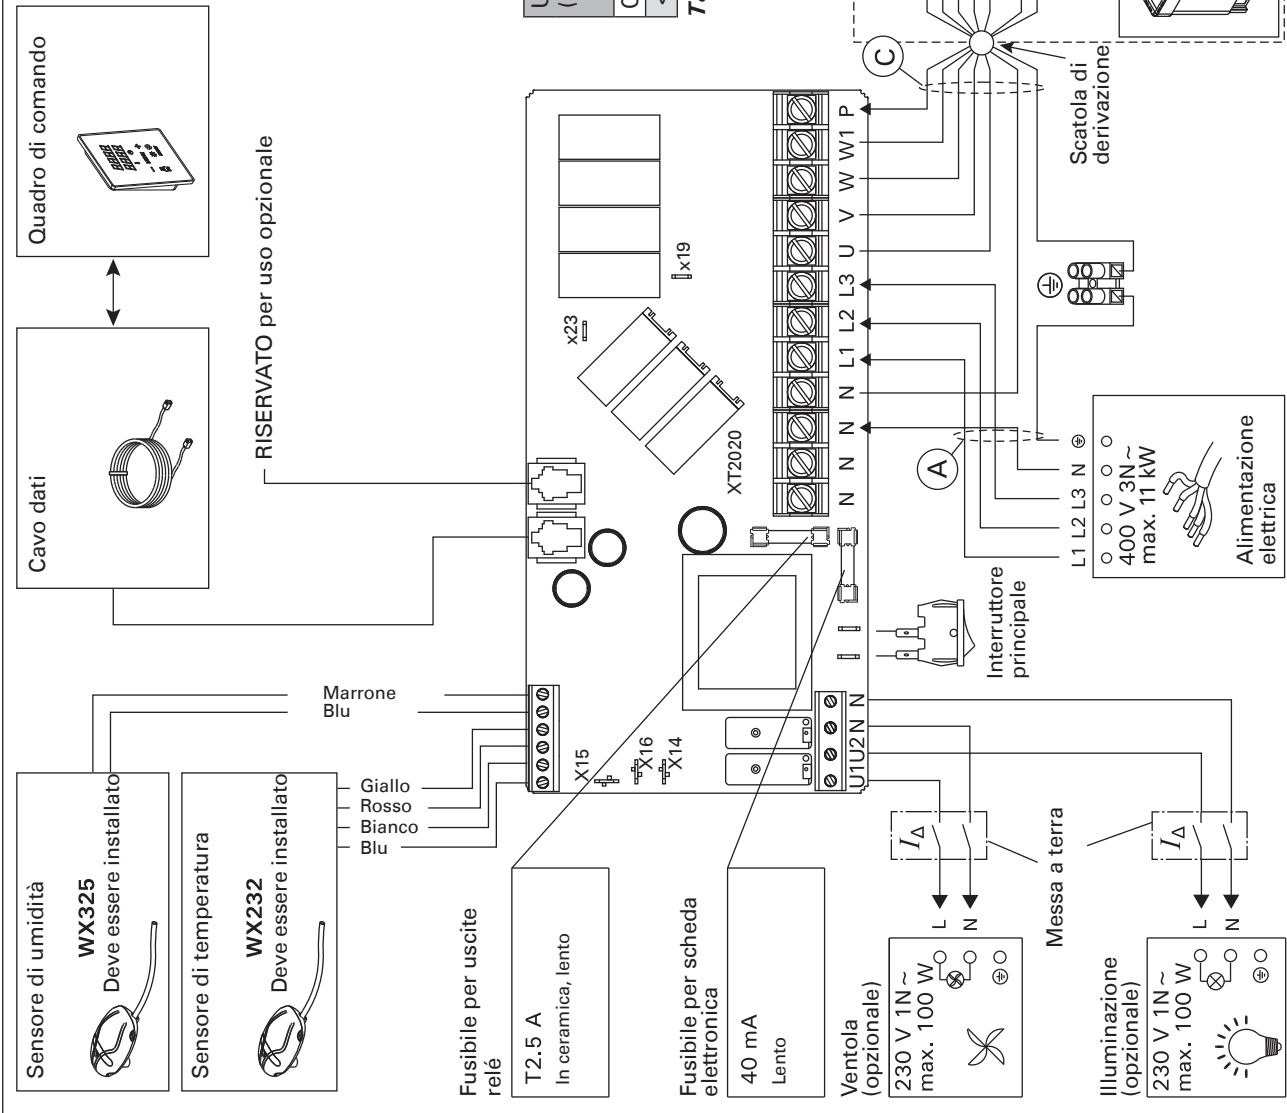 Quadro di comando
Cavo dati
RISERVATO per uso opzionale
Sensore di umidità
WX325
Deve essere installato
Sensore di temperatura
WX232
Deve essere installato
Marrone
Blu
Giallo
Rosso
Bianco
Blu
X15
X16
X14
x23
x19
XT2020
N
N
N
N
L1
L2
L3
U
V
W
W1
P
U1
U2
N
N
Fusibile per uscite
relé
T2.5 A
In ceramica, lento
Fusibile per scheda
elettronica
40 mA
Lento
Ventola
(opzionale)
230 V 1N~
max. 100 W
L
N
IΔ
Messa a terra
Illuminazione
(opzionale)
230 V 1N~
max. 100 W
L
N
IΔ
Interruttore
principale
A
L1 L2 L3 N
400 V 3N~
max. 11 kW
Alimentazione
elettrica
C
Scatola di
derivazione